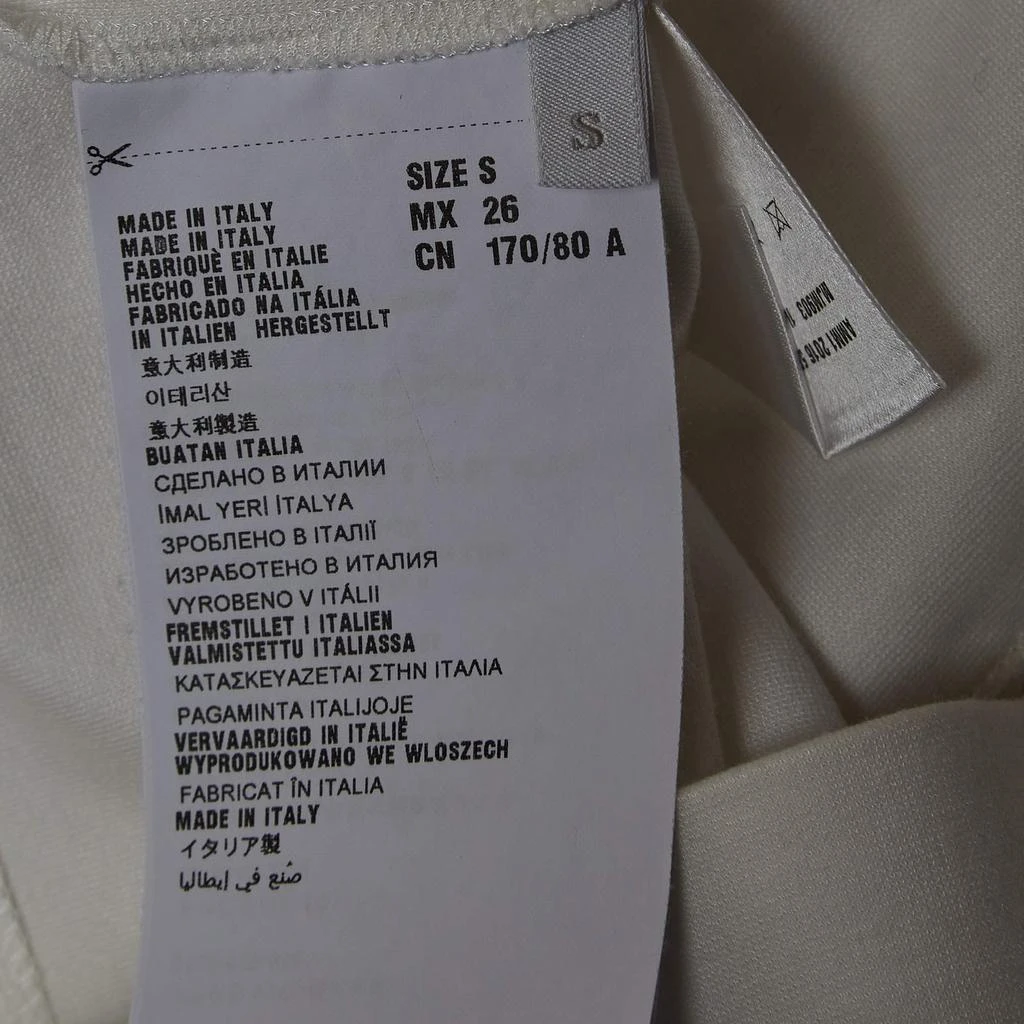 S
SIZE S
MX 26
CN 170/80 A
MADE IN ITALY
MADE IN ITALY
FABRIQUÈ EN ITALIE
HECHO EN ITALIA
FABRICADO NA ITÁLIA
IN ITALIEN HERGESTELLT
意大利制造
이태리산
意大利製造
BUATAN ITALIA
СДЕЛАНО В ИТАЛИИ
İMAL YERİ İTALYA
ЗРОБЛЕНО В ІТАЛІЇ
ИЗРАБОТЕНО В ИТАЛИЯ
VYROBENO V ITÁLII
FREMSTILLET I ITALIEN
VALMISTETTU ITALIASSA
ΚΑΤΑΣΚΕΥΑΖΕΤΑΙ ΣΤΗΝ ΙΤΑΛΙΑ
PAGAMINTA ITALIJOJE
VERVAARDIGD IN ITALIË
WYPRODUKOWANO WE WLOSZECH
FABRICAT ÎN ITALIA
MADE IN ITALY
イタリア製
صُنع في إيطاليا